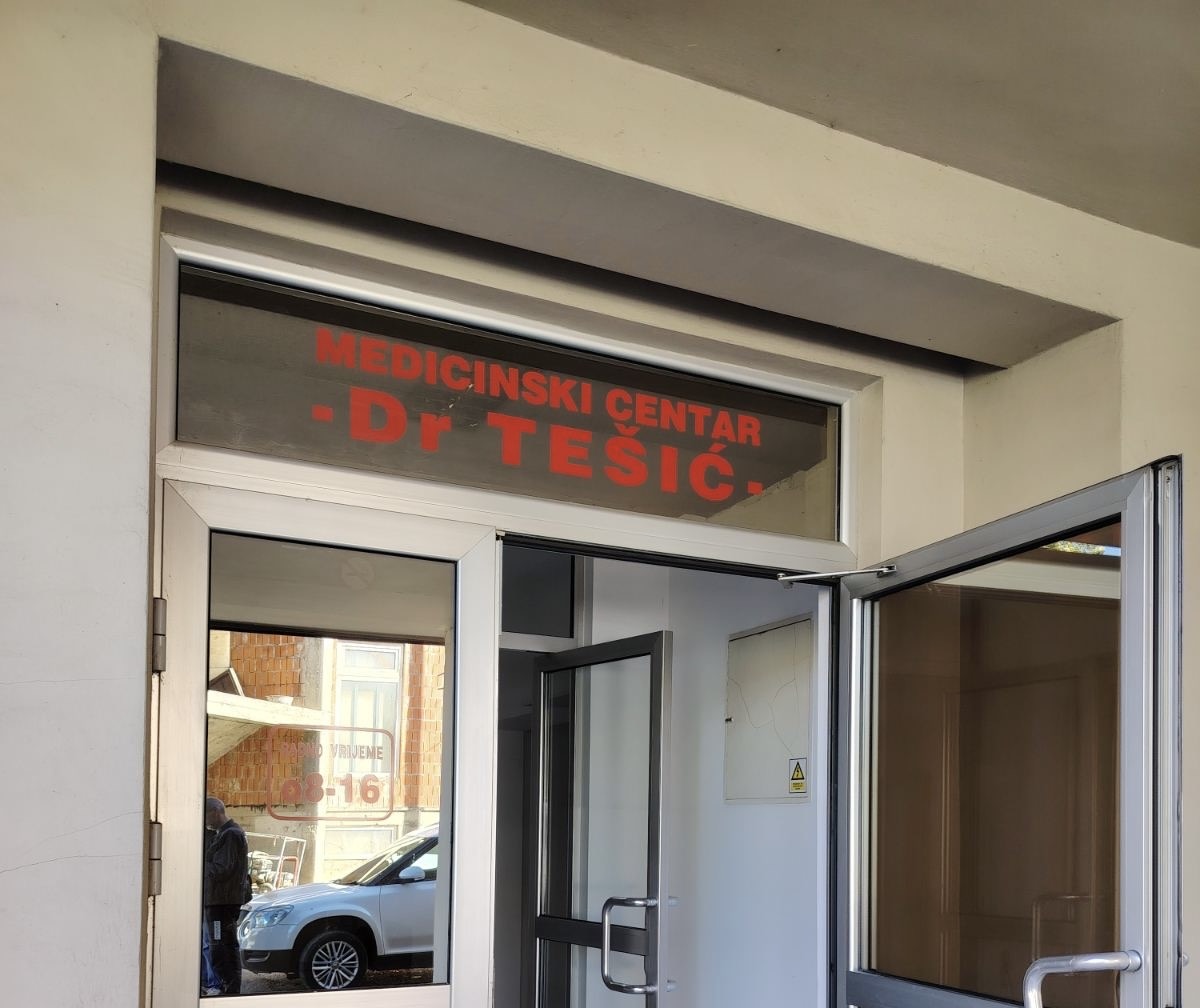 MEDICINSKI CENTAR
-Dr TEŠIĆ-
RADNO VRIJEME
08-16